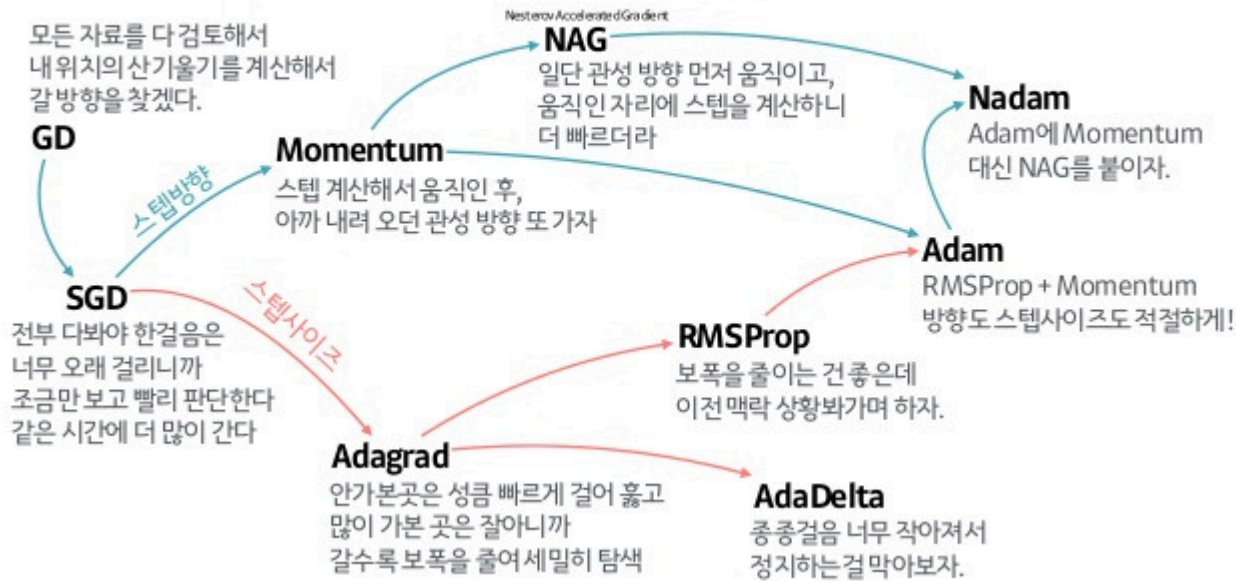 모든 자료를 다 검토해서
내 위치의 산기울기를 계산해서
갈 방향을 찾겠다.
GD
스텝방향
Momentum
스텝 계산해서 움직인 후,
아까 내려 오던 관성 방향 또 가자
Nesterov Accelerated Gradient
NAG
일단 관성 방향 먼저 움직이고,
움직인 자리에 스텝을 계산하니
더 빠르더라
Nadam
Adam에 Momentum
대신 NAG를 붙이자.
Adam
RMSProp + Momentum
방향도 스텝사이즈도 적절하게!
SGD
전부 다봐야 한걸음은
너무 오래 걸리니까
조금만 보고 빨리 판단한다
같은 시간에 더 많이 간다
스텝사이즈
RMSProp
보폭을 줄이는 건 좋은데
이전 맥락 상황봐가며 하자.
Adagrad
안가본곳은 성큼 빠르게 걸어 훓고
많이 가본 곳은 잘아니까
갈수록 보폭을 줄여 세밀히 탐색
AdaDelta
종종걸음 너무 작아져서
정지하는걸 막아보자.